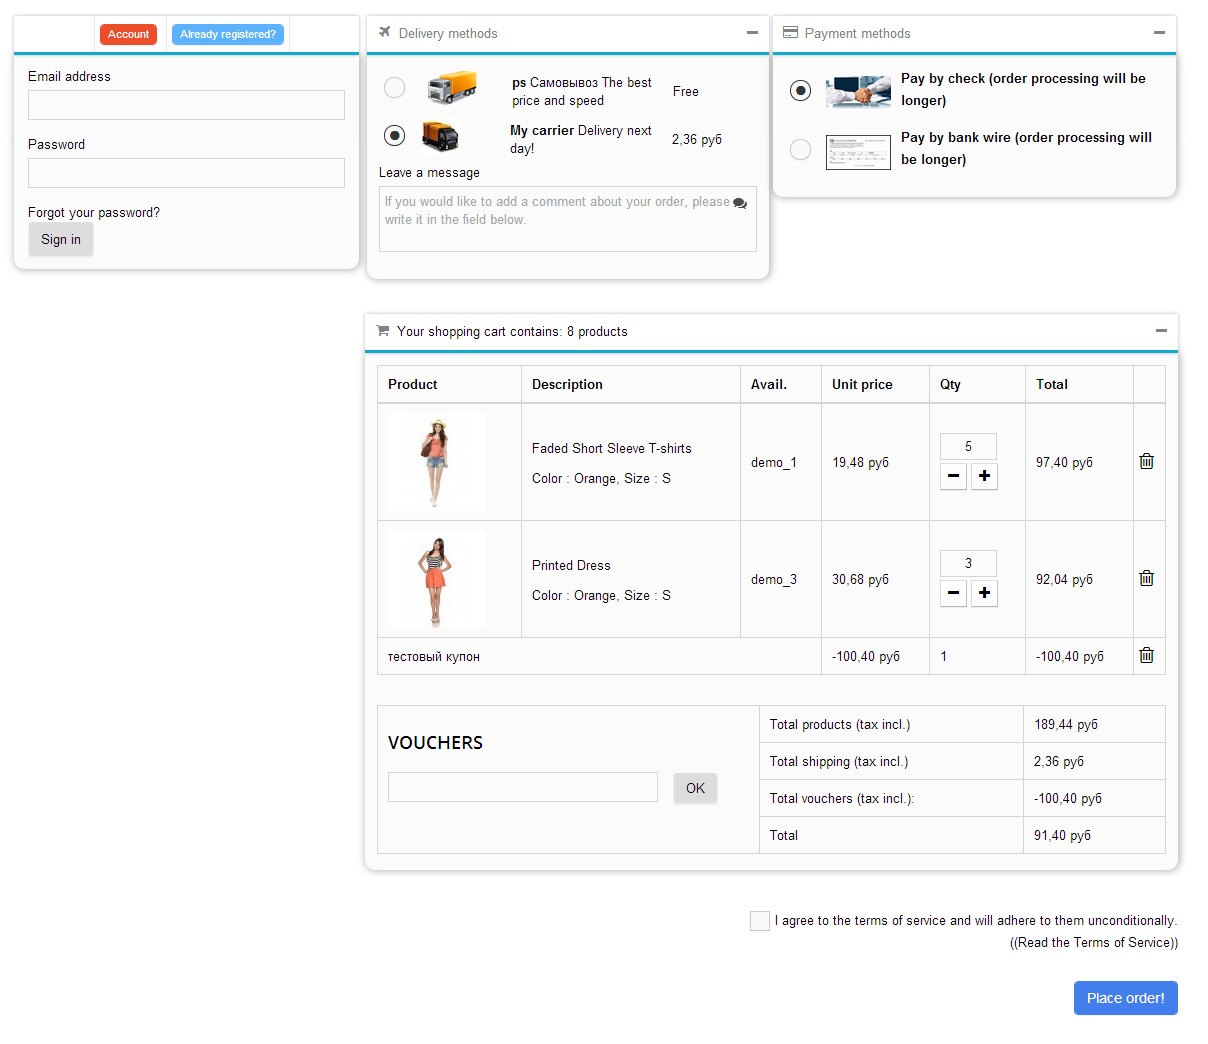 Account
Already registered?
Email address
Password
Forgot your password?
Sign in
Delivery methods
ps Самовывоз The best
price and speed
Free
My carrier Delivery next
day!
2,36 руб
Leave a message
If you would like to add a comment about your order, please
write it in the field below.
Payment methods
Pay by check (order processing will be
longer)
Pay by bank wire (order processing will
be longer)
Your shopping cart contains: 8 products
Product Description Avail. Unit price Qty Total
Faded Short Sleeve T-shirts
Color : Orange, Size : S
demo_1
19,48 руб
5
97,40 руб
Printed Dress
Color : Orange, Size : S
demo_3
30,68 руб
3
92,04 руб
тестовый купон -100,40 руб 1 -100,40 руб
VOUCHERS
OK
Total products (tax incl.) 189,44 руб
Total shipping (tax incl.) 2,36 руб
Total vouchers (tax incl.): -100,40 руб
Total 91,40 руб
I agree to the terms of service and will adhere to them unconditionally.
((Read the Terms of Service))
Place order!